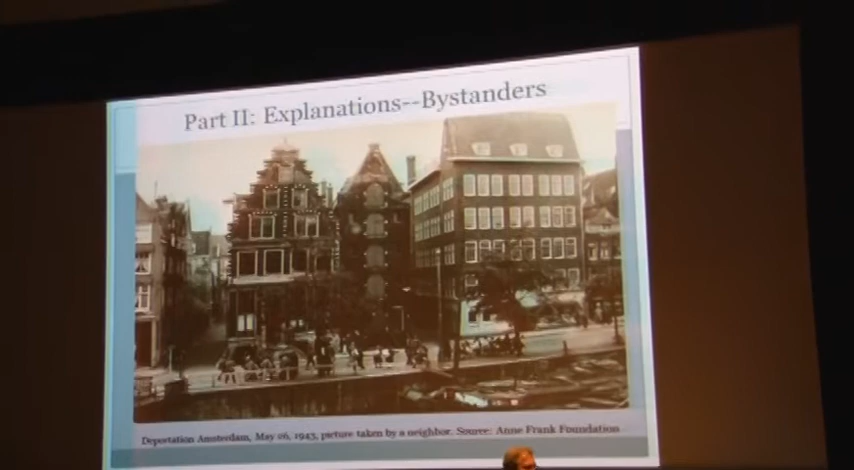 Part II: Explanations--Bystanders
Deportation Amsterdam, May 26, 1943, picture taken by a neighbor. Source: Anne Frank Foundation